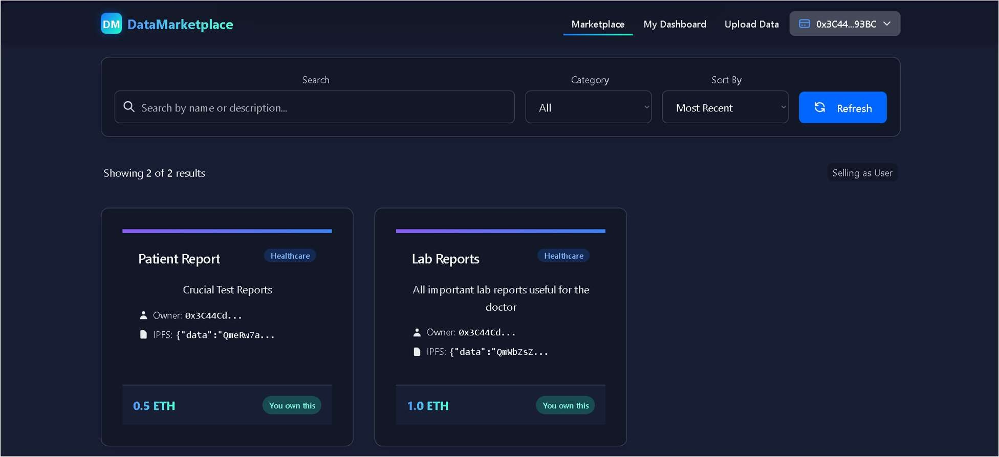 DM DataMarketplace
Marketplace My Dashboard Upload Data 0x3C44...93BC
Search Category Sort By
Search by name or description... All Most Recent Refresh
Showing 2 of 2 results
Selling as User
Patient Report Healthcare
Crucial Test Reports
Owner: 0x3C44Cd...
IPFS: {"data":"QmeRw7a...
0.5 ETH You own this
Lab Reports Healthcare
All important lab reports useful for the
doctor
Owner: 0x3C44Cd...
IPFS: {"data":"QmWbZsZ...
1.0 ETH You own this